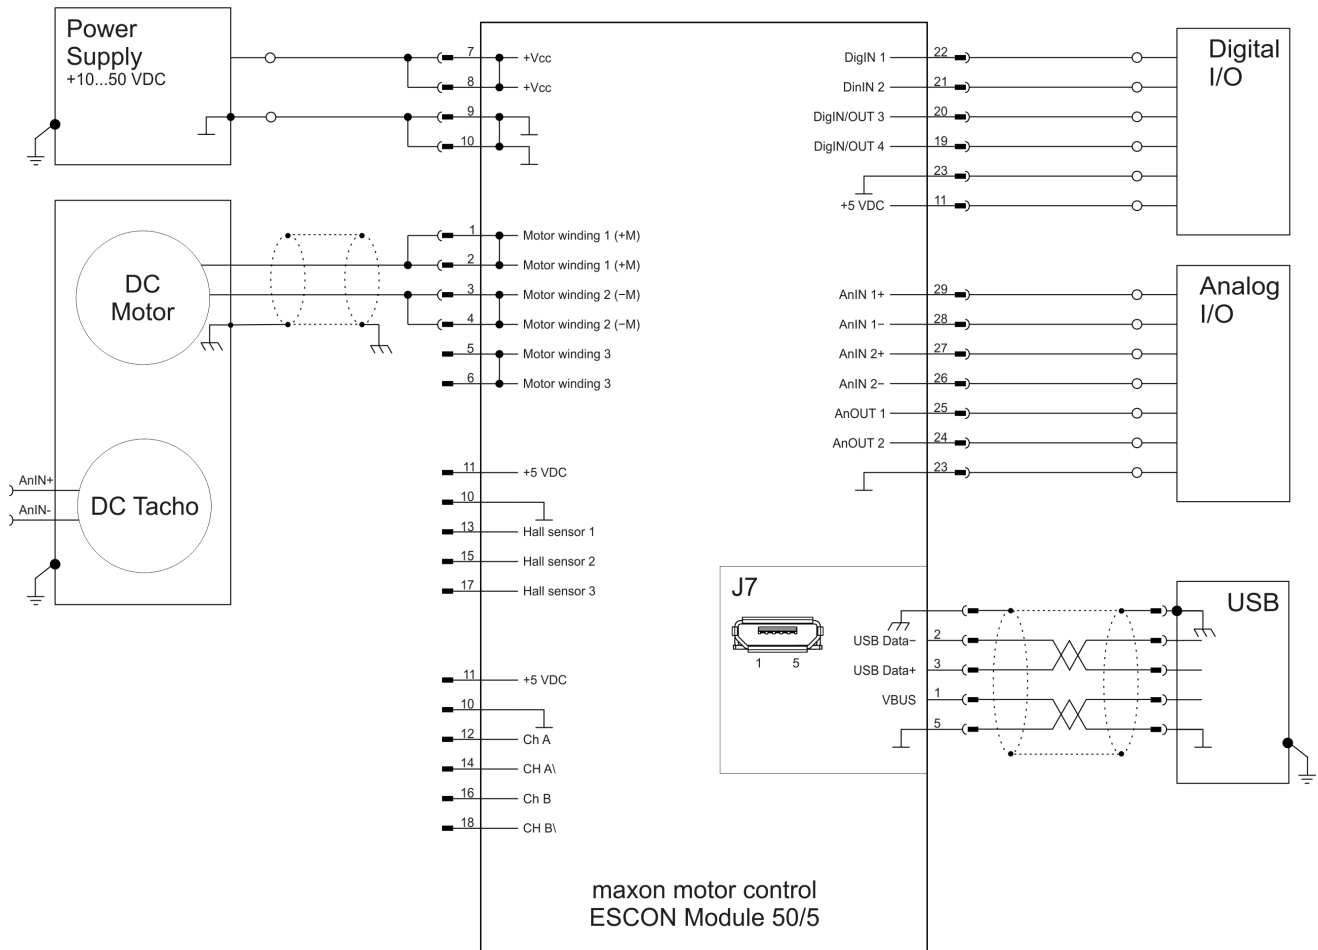 Power
Supply
+10...50 VDC
7
+Vcc
8
+Vcc
9
10
DC
Motor
1
Motor winding 1 (+M)
2
Motor winding 1 (+M)
3
Motor winding 2 (−M)
4
Motor winding 2 (−M)
5
Motor winding 3
6
Motor winding 3
AnIN+
AnIN-
DC Tacho
11
+5 VDC
10
13
Hall sensor 1
15
Hall sensor 2
17
Hall sensor 3
11
+5 VDC
10
12
Ch A
14
CH A\
16
Ch B
18
CH B\
DigIN 1
22
DinIN 2
21
DigIN/OUT 3
20
DigIN/OUT 4
19
23
+5 VDC
11
Digital
I/O
AnIN 1+
29
AnIN 1−
28
AnIN 2+
27
AnIN 2−
26
AnOUT 1
25
AnOUT 2
24
23
Analog
I/O
J7
1 5
USB Data−
2
USB Data+
3
VBUS
1
5
USB
maxon motor control
ESCON Module 50/5